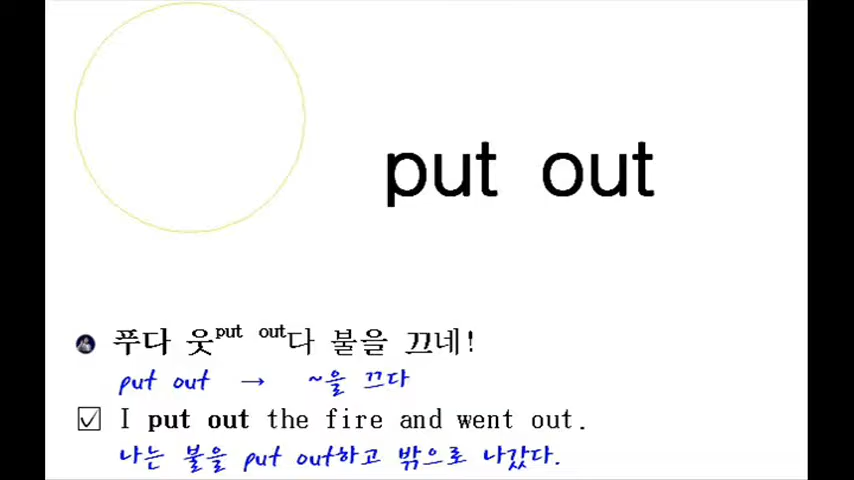 put out
푸다 웃put out다 불을 끄네!
put out → ~을 끄다
I put out the fire and went out.
나는 불을 put out하고 밖으로 나갔다.